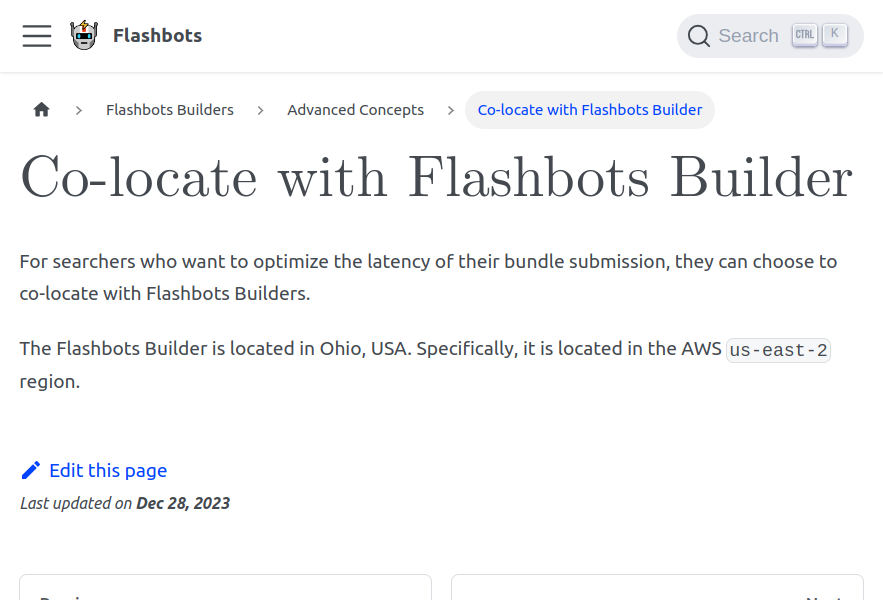 Flashbots
Search CTRL K
Flashbots Builders > Advanced Concepts > Co-locate with Flashbots Builder
Co-locate with Flashbots Builder
For searchers who want to optimize the latency of their bundle submission, they can choose to
co-locate with Flashbots Builders.
The Flashbots Builder is located in Ohio, USA. Specifically, it is located in the AWS us-east-2
region.
Edit this page
Last updated on Dec 28, 2023